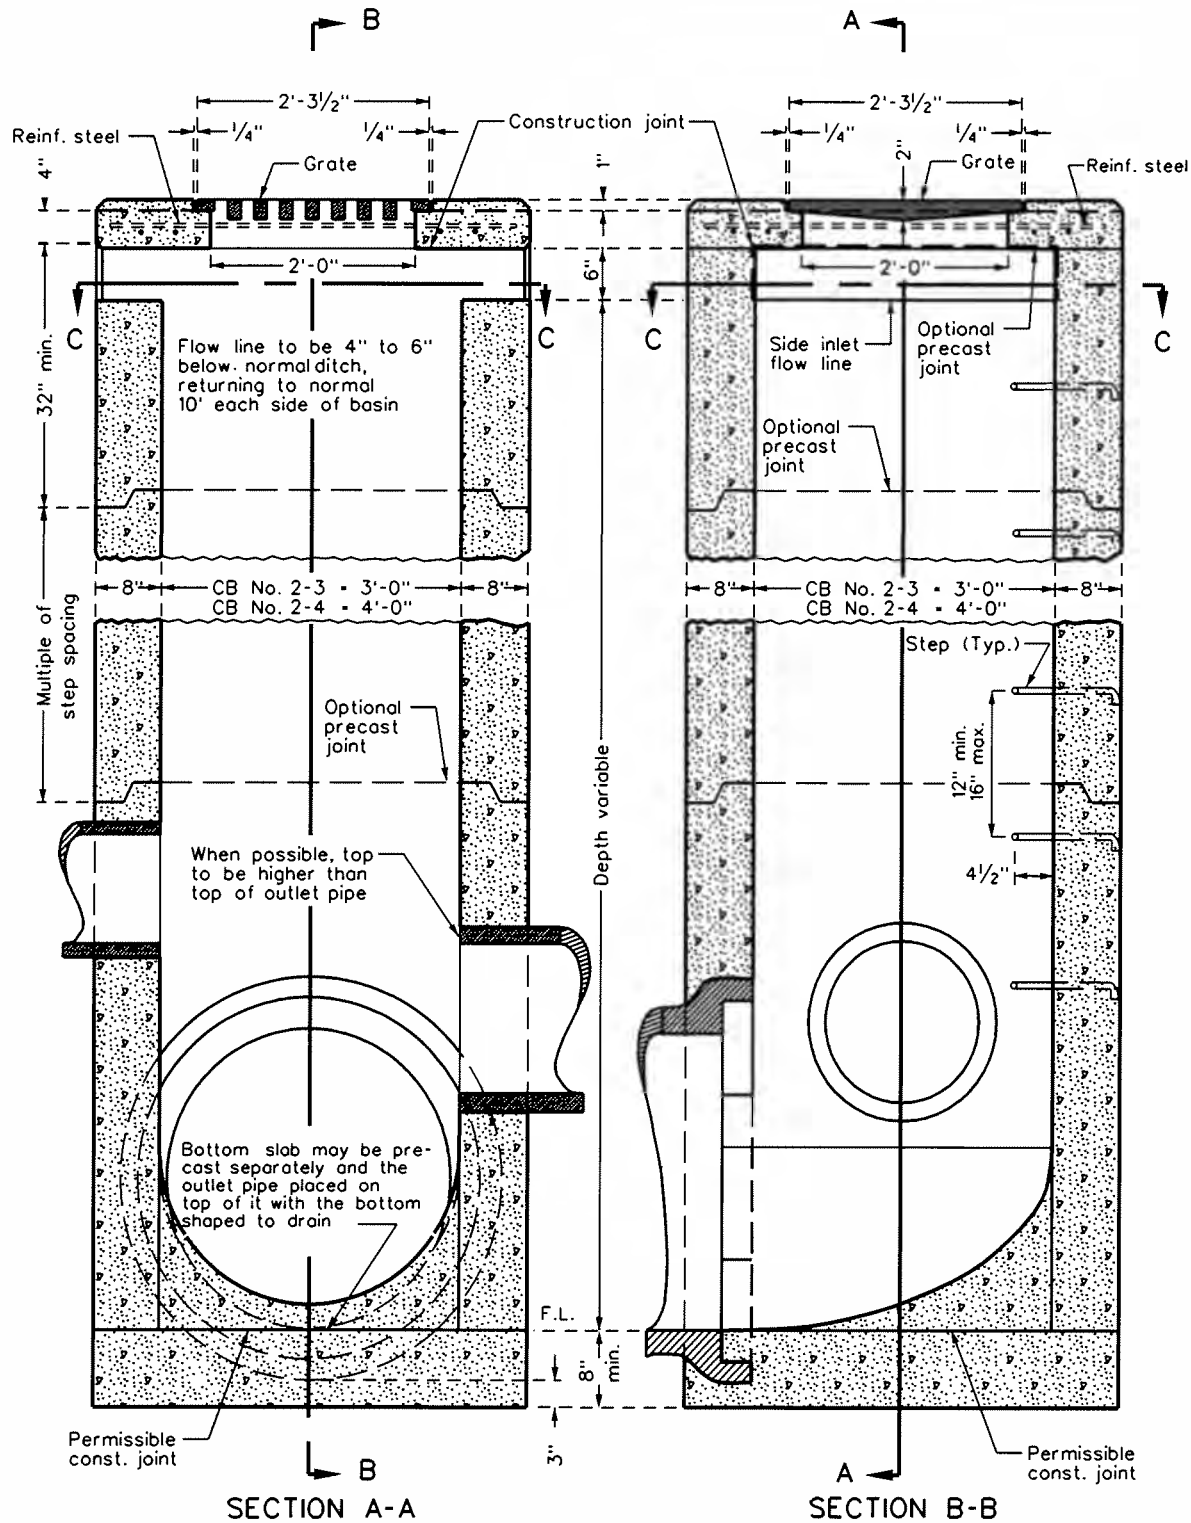 B
A
2'-3½"
2'-3½"
Reinf. steel
¼"
¼"
Construction joint
¼"
¼"
4"
Grate
1"
2"
Grate
Reinf. steel
2'-0"
6"
2'-0"
C
C
C
C
Flow line to be 4" to 6"
below normal ditch,
returning to normal
10' each side of basin
Side inlet
flow line
Optional
precast
joint
32" min.
Optional
precast
joint
8"
CB No. 2-3 = 3'-0"
CB No. 2-4 = 4'-0"
8"
8"
CB No. 2-3 = 3'-0"
CB No. 2-4 = 4'-0"
8"
Multiple of
step spacing
Step (Typ.)
Optional
precast
joint
12" min.
16" max.
Depth variable
When possible, top
to be higher than
top of outlet pipe
4½"
Bottom slab may be pre-
cast separately and the
outlet pipe placed on
top of it with the bottom
shaped to drain
F.L.
8"
min.
3"
Permissible
const. joint
Permissible
const. joint
B
A
SECTION A-A
SECTION B-B